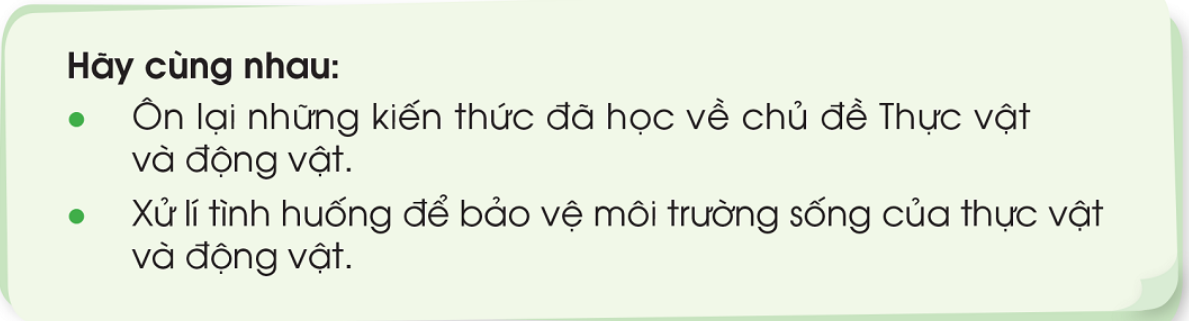 Hãy cùng nhau:
● Ôn lại những kiến thức đã học về chủ đề Thực vật
và động vật.
● Xử lí tình huống để bảo vệ môi trường sống của thực vật
và động vật.